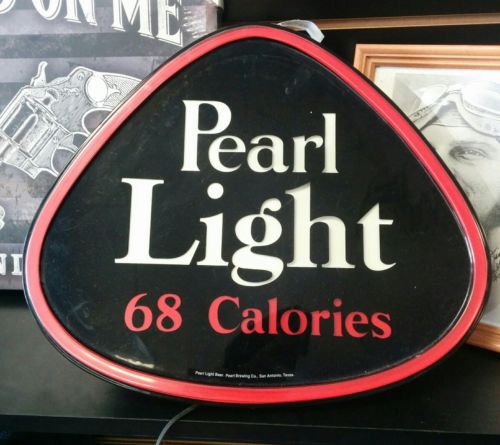 ON ME
Pearl
Light
68 Calories
Pearl Light Beer Pearl Brewing Co., San Antonio, Texas